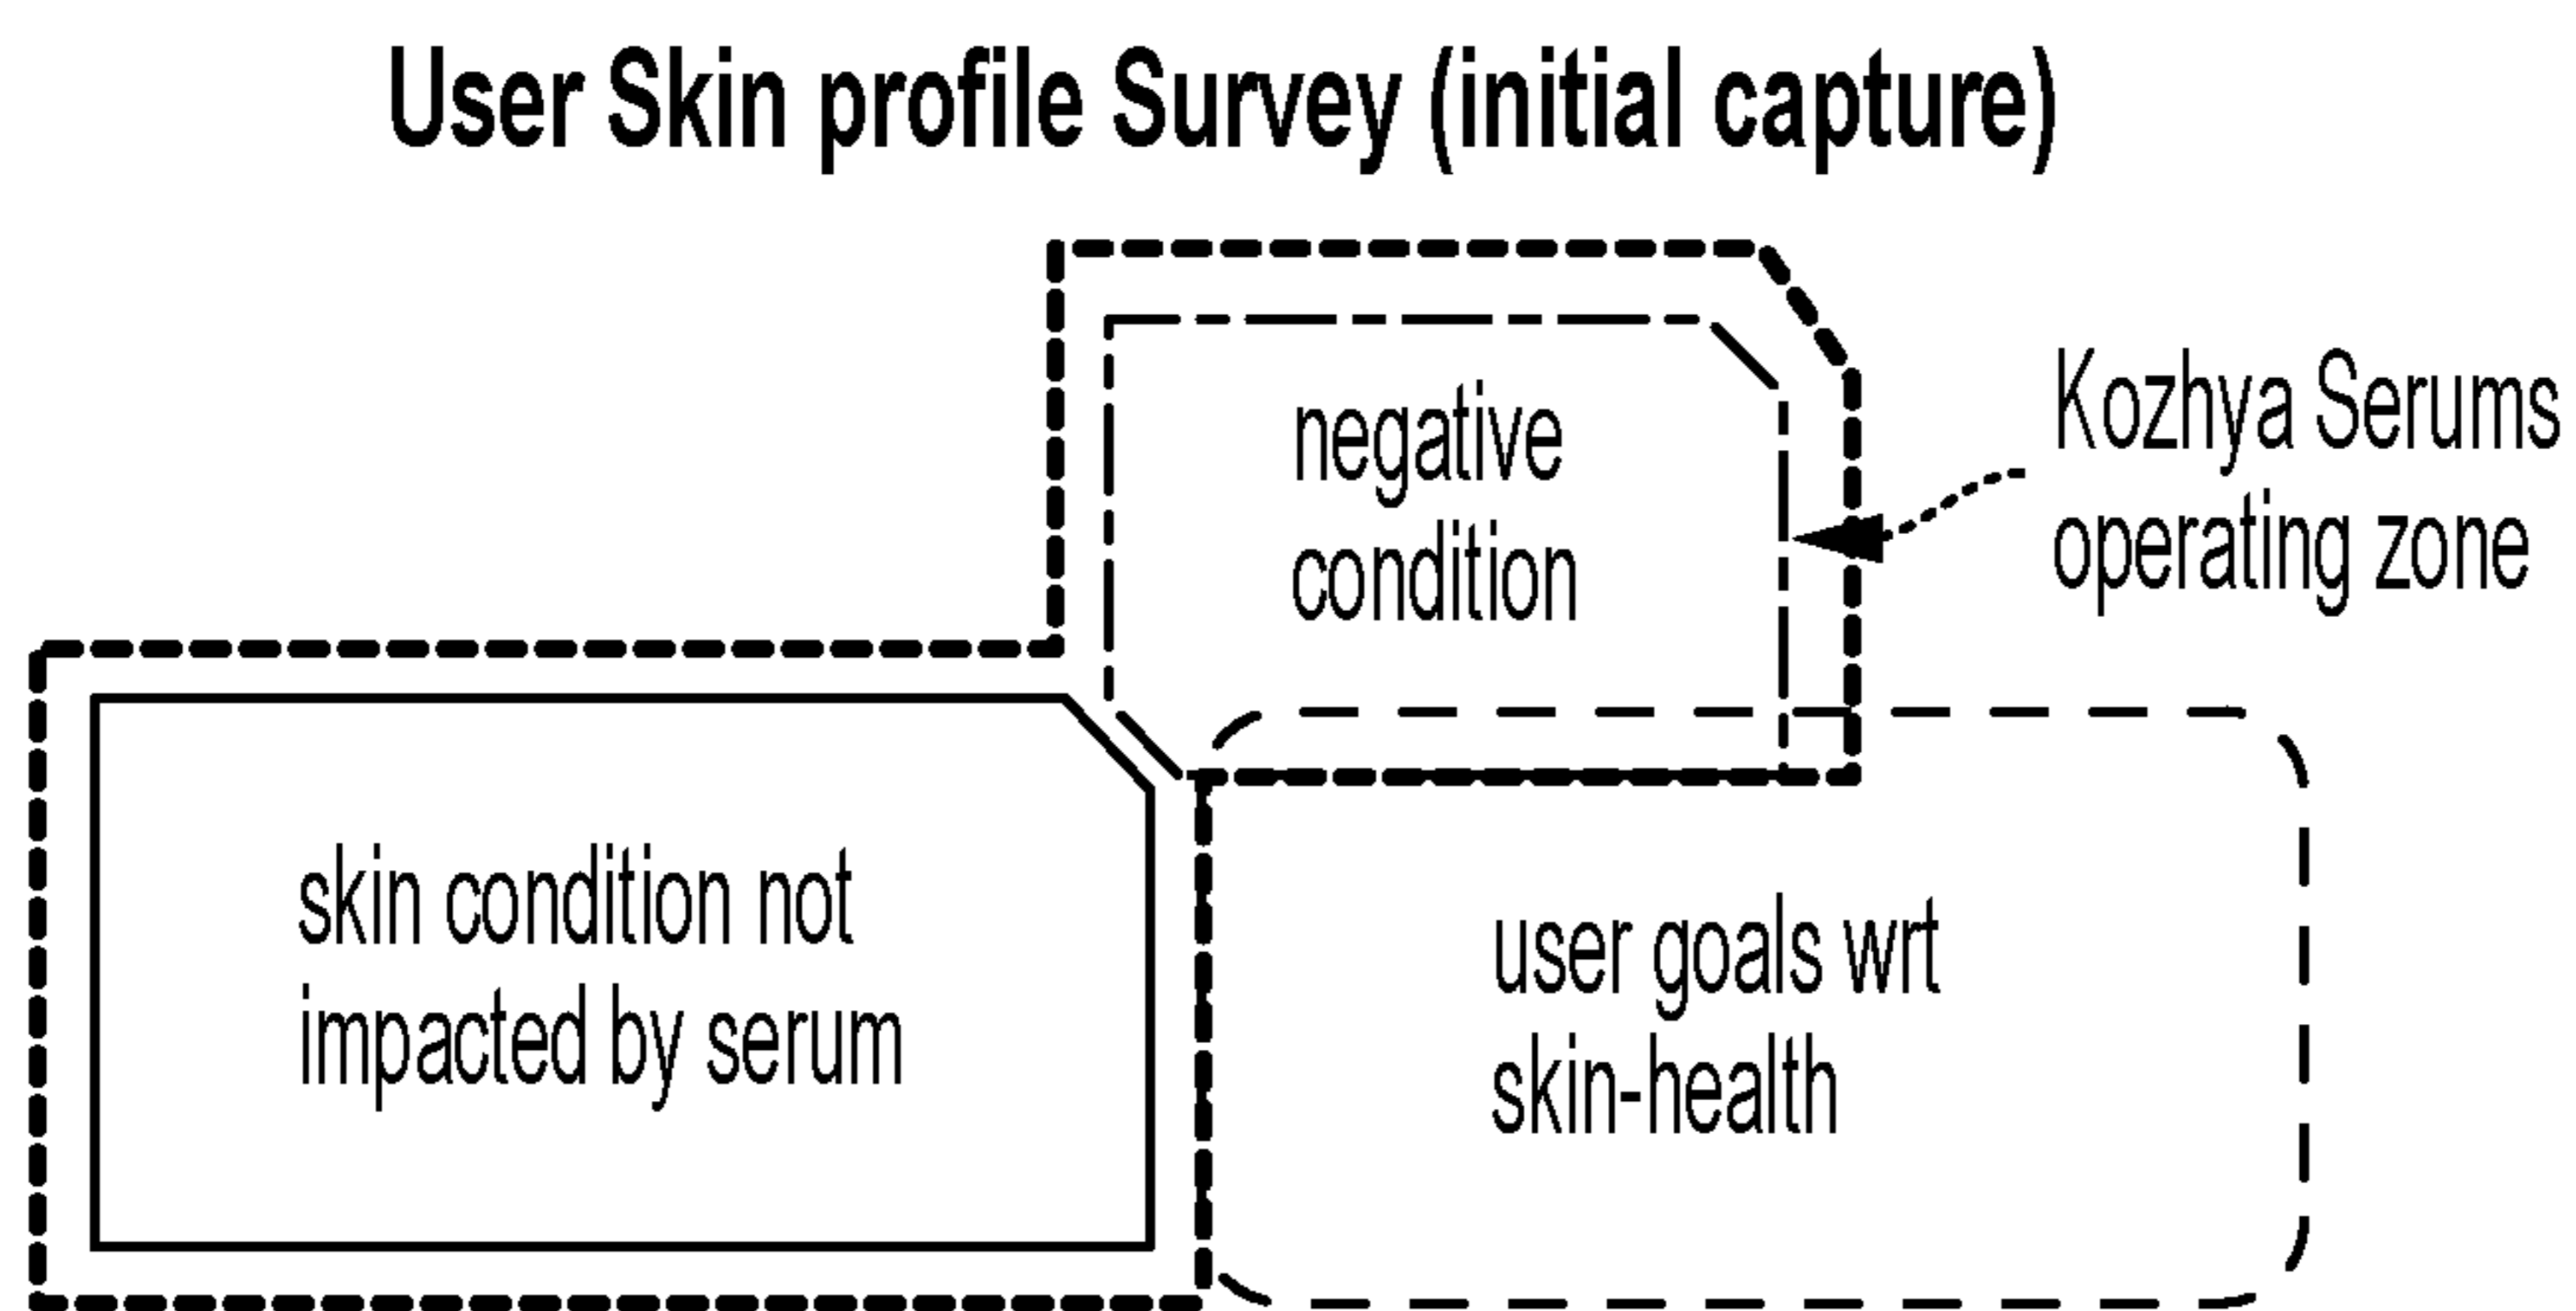 User Skin profile Survey (initial capture)
negative
condition
Kozhya Serums
operating zone
skin condition not
impacted by serum
user goals wrt
skin-health